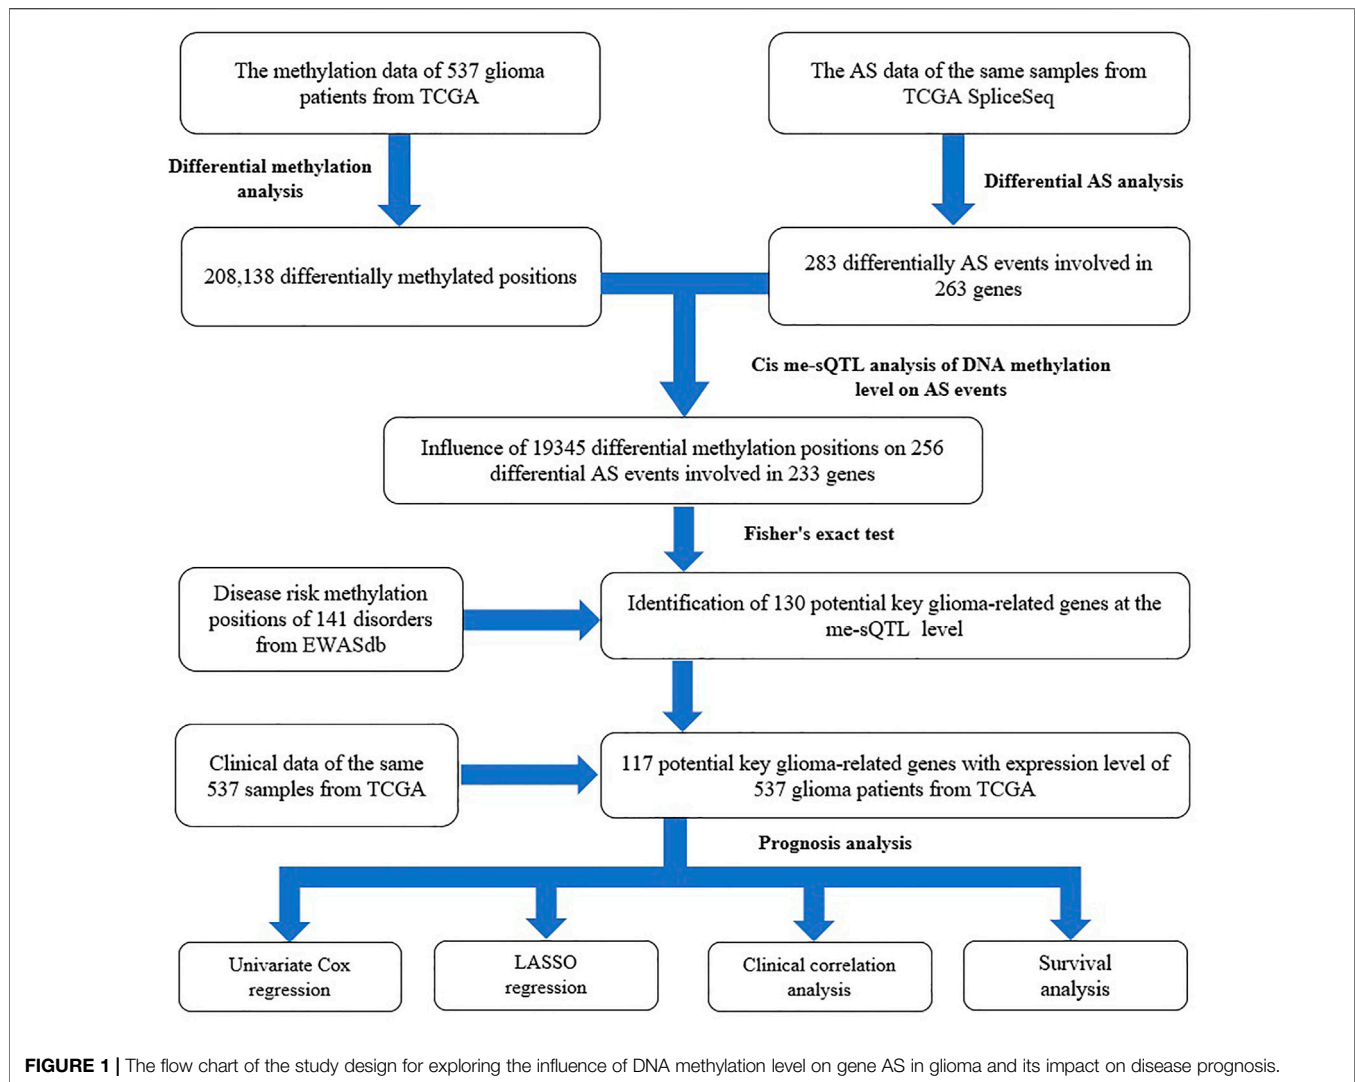 The methylation data of 537 glioma
patients from TCGA
The AS data of the same samples from
TCGA SpliceSeq
Differential methylation
analysis
Differential AS analysis
208,138 differentially methylated positions
283 differentially AS events involved in
263 genes
Cis me-sQTL analysis of DNA methylation
level on AS events
Influence of 19345 differential methylation positions on 256
differential AS events involved in 233 genes
Fisher's exact test
Disease risk methylation
positions of 141 disorders
from EWASdb
Identification of 130 potential key glioma-related genes at the
me-sQTL level
Clinical data of the same
537 samples from TCGA
117 potential key glioma-related genes with expression level of
537 glioma patients from TCGA
Prognosis analysis
Univariate Cox
regression
LASSO
regression
Clinical correlation
analysis
Survival
analysis
FIGURE 1 | The flow chart of the study design for exploring the influence of DNA methylation level on gene AS in glioma and its impact on disease prognosis.